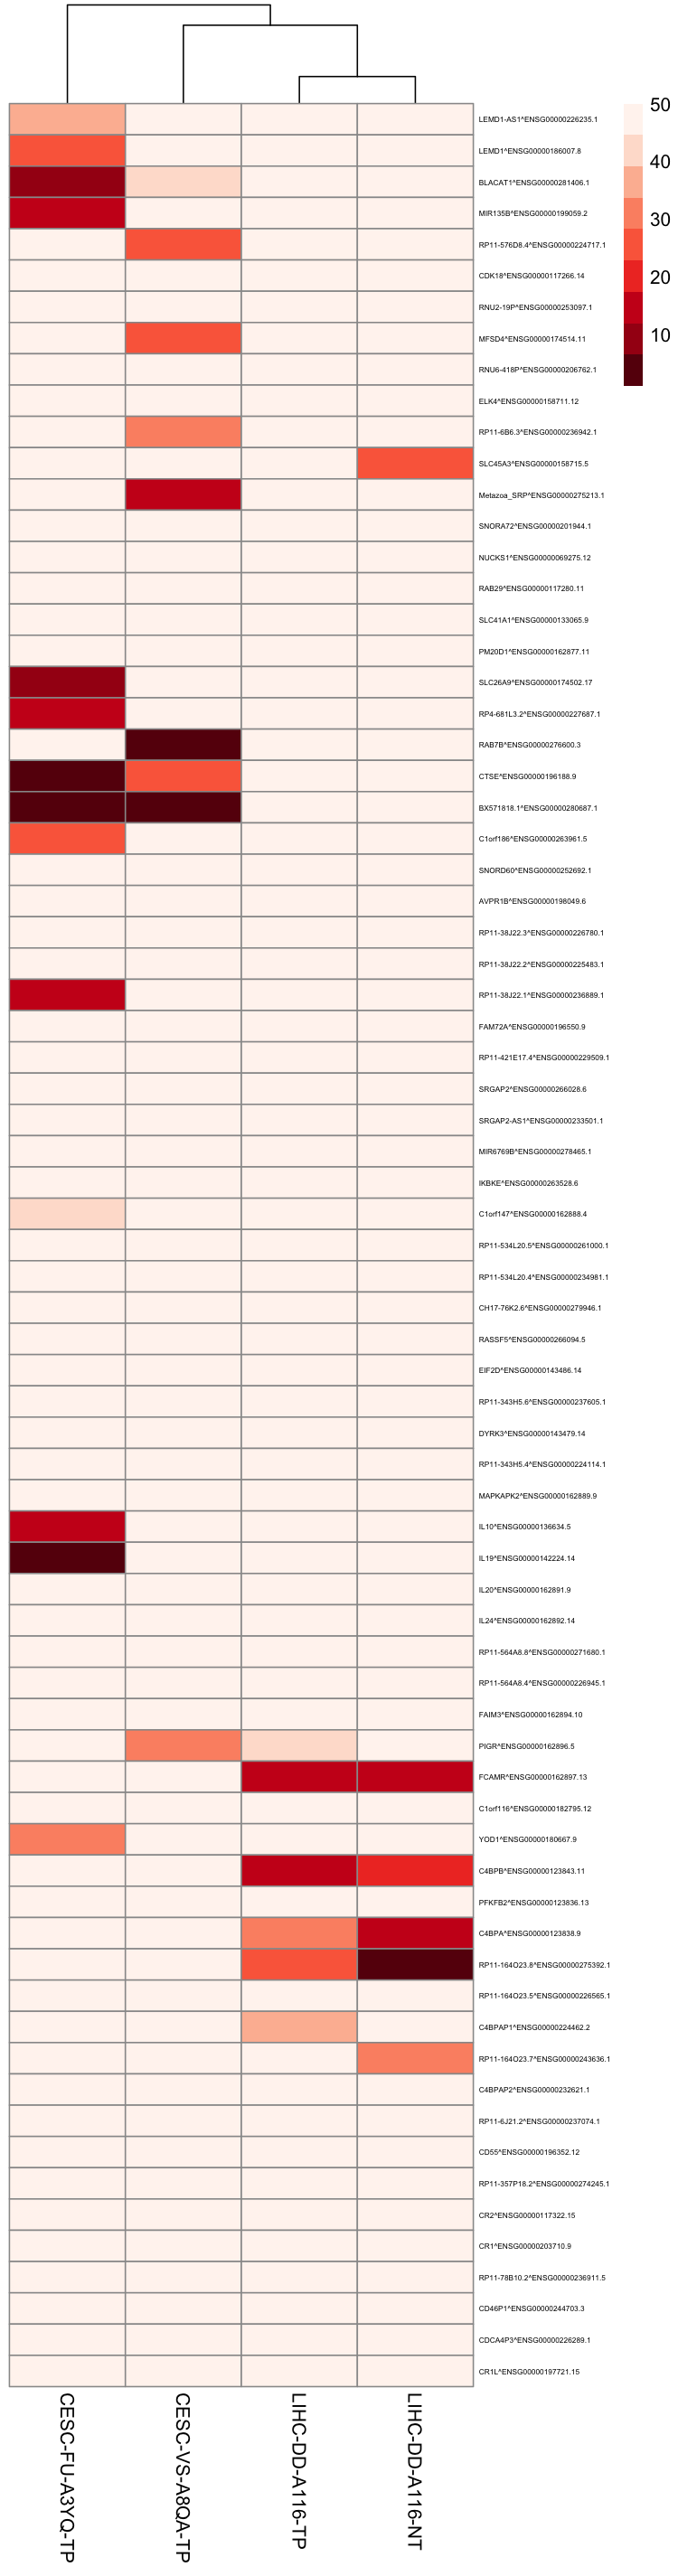 50
40
30
20
10
LEMD1-AS1^ENSG00000226235.1
LEMD1^ENSG00000186007.8
BLACAT1^ENSG00000281406.1
MIR135B^ENSG00000199059.2
RP11-576D8.4^ENSG00000224717.1
CDK18^ENSG00000117266.14
RNU2-19P^ENSG00000253097.1
MFSD4^ENSG00000174514.11
RNU6-418P^ENSG00000206762.1
ELK4^ENSG00000158711.12
RP11-6B6.3^ENSG00000236942.1
SLC45A3^ENSG00000158715.5
Metazoa_SRP^ENSG00000275213.1
SNORA72^ENSG00000201944.1
NUCKS1^ENSG00000069275.12
RAB29^ENSG00000117280.11
SLC41A1^ENSG00000133065.9
PM20D1^ENSG00000162877.11
SLC26A9^ENSG00000174502.17
RP4-681L3.2^ENSG00000227687.1
RAB7B^ENSG00000276600.3
CTSE^ENSG00000196188.9
BX571818.1^ENSG00000280687.1
C1orf186^ENSG00000263961.5
SNORD60^ENSG00000252692.1
AVPR1B^ENSG00000198049.6
RP11-38J22.3^ENSG00000226780.1
RP11-38J22.2^ENSG00000225483.1
RP11-38J22.1^ENSG00000236889.1
FAM72A^ENSG00000196550.9
RP11-421E17.4^ENSG00000229509.1
SRGAP2^ENSG00000266028.6
SRGAP2-AS1^ENSG00000233501.1
MIR6769B^ENSG00000278465.1
IKBKE^ENSG00000263528.6
C1orf147^ENSG00000162888.4
RP11-534L20.5^ENSG00000261000.1
RP11-534L20.4^ENSG00000234981.1
CH17-76K2.6^ENSG00000279946.1
RASSF5^ENSG00000266094.5
EIF2D^ENSG00000143486.14
RP11-343H5.6^ENSG00000237605.1
DYRK3^ENSG00000143479.14
RP11-343H5.4^ENSG00000224114.1
MAPKAPK2^ENSG00000162889.9
IL10^ENSG00000136634.5
IL19^ENSG00000142224.14
IL20^ENSG00000162891.9
IL24^ENSG00000162892.14
RP11-564A8.8^ENSG00000271680.1
RP11-564A8.4^ENSG00000226945.1
FAIM3^ENSG00000162894.10
PIGR^ENSG00000162896.5
FCAMR^ENSG00000162897.13
C1orf116^ENSG00000182795.12
YOD1^ENSG00000180667.9
C4BPB^ENSG00000123843.11
PFKFB2^ENSG00000123836.13
C4BPA^ENSG00000123838.9
RP11-164O23.8^ENSG00000275392.1
RP11-164O23.5^ENSG00000226565.1
C4BPAP1^ENSG00000224462.2
RP11-164O23.7^ENSG00000243636.1
C4BPAP2^ENSG00000232621.1
RP11-6J21.2^ENSG00000237074.1
CD55^ENSG00000196352.12
RP11-357P18.2^ENSG00000274245.1
CR2^ENSG00000117322.15
CR1^ENSG00000203710.9
RP11-78B10.2^ENSG00000236911.5
CD46P1^ENSG00000244703.3
CDCA4P3^ENSG00000226289.1
CR1L^ENSG00000197721.15
CESC-FU-A3YQ-TP
CESC-VS-A8QA-TP
LIHC-DD-A116-TP
LIHC-DD-A116-NT